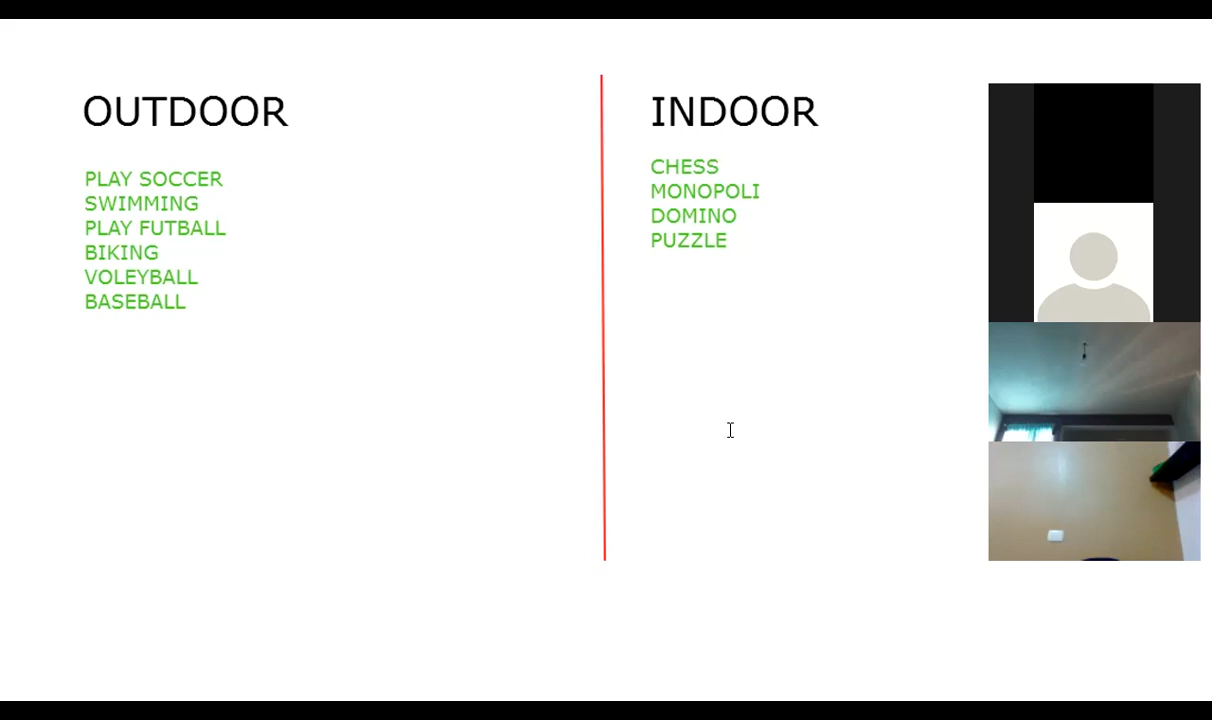 OUTDOOR
PLAY SOCCER
SWIMMING
PLAY FUTBALL
BIKING
VOLEYBALL
BASEBALL
INDOOR
CHESS
MONOPOLI
DOMINO
PUZZLE